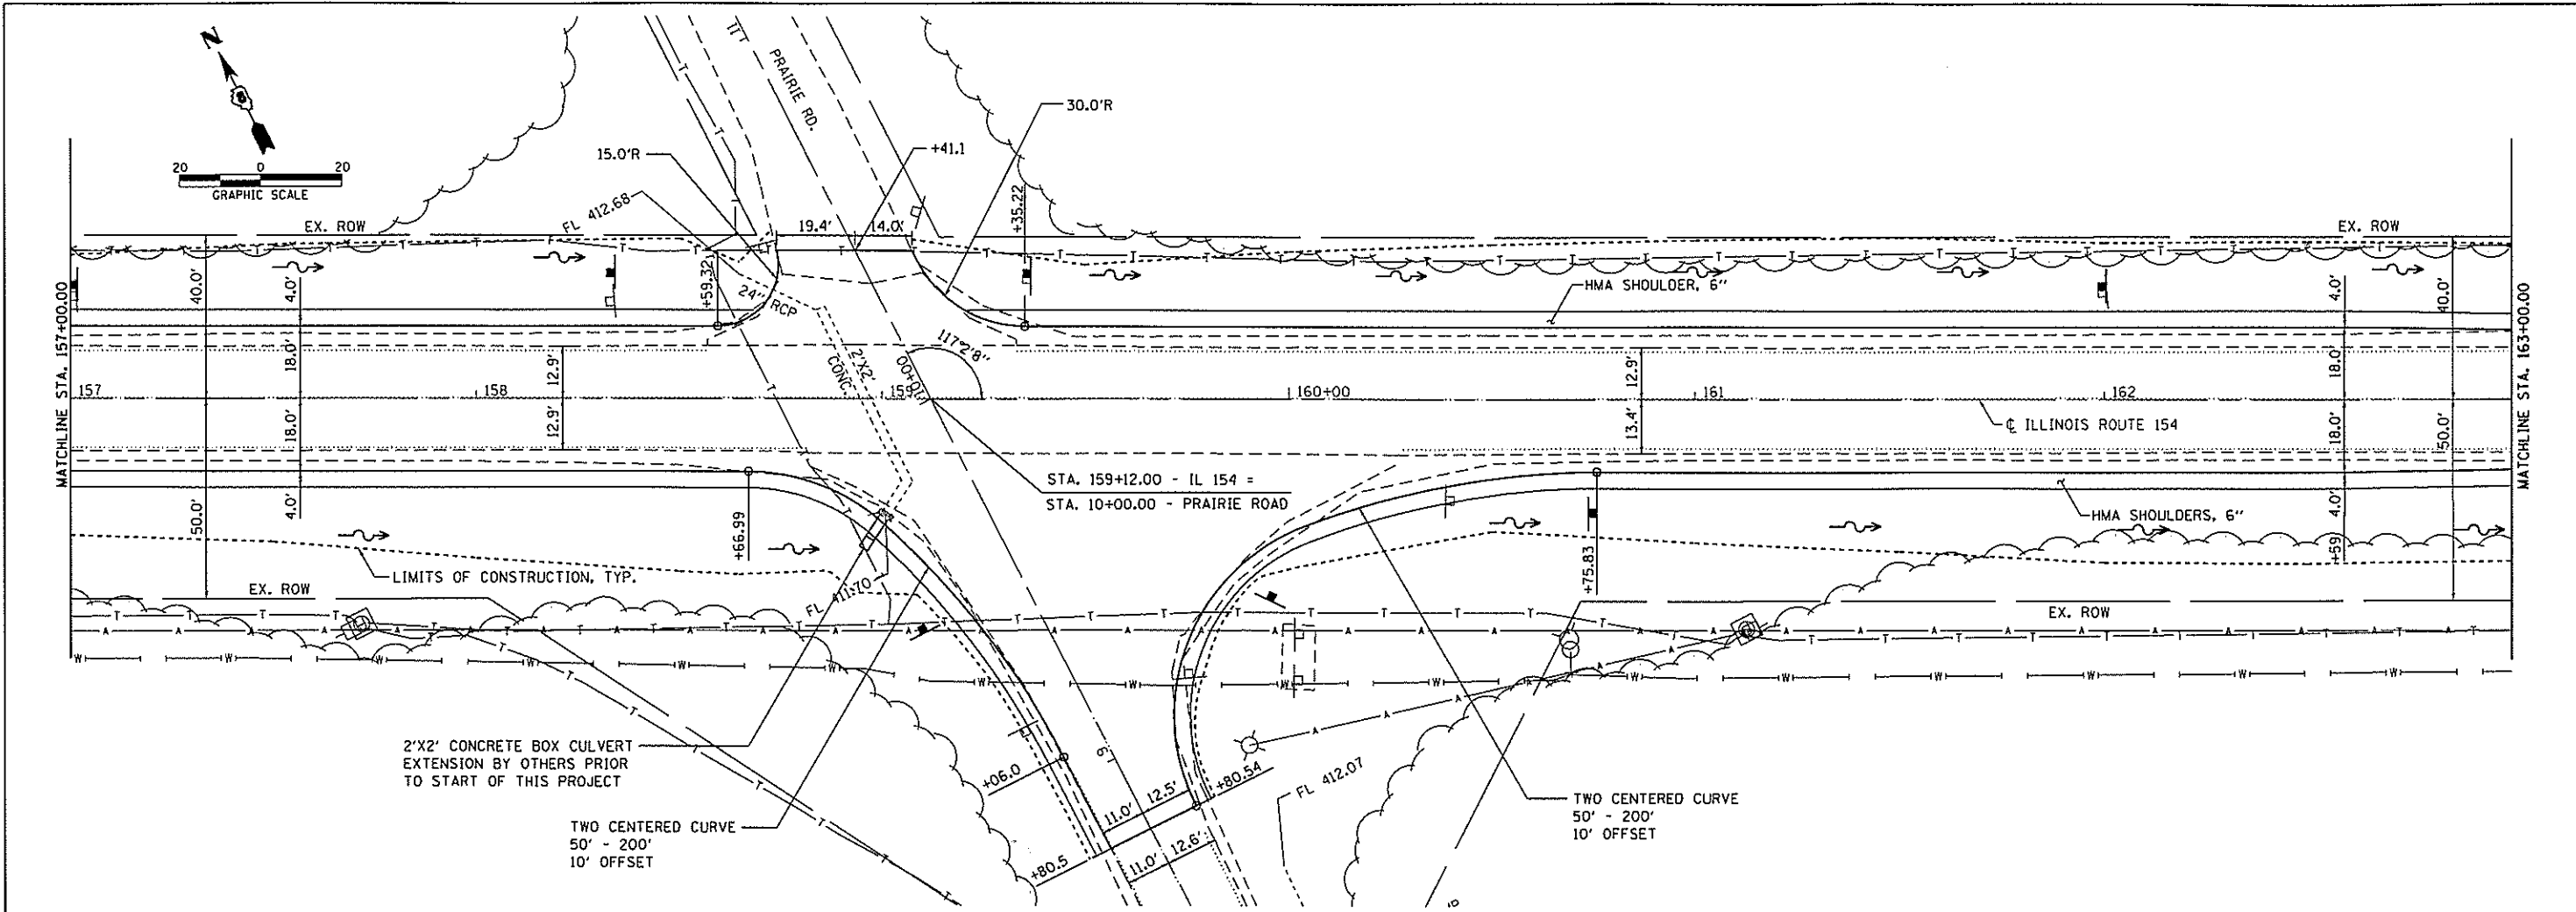 N
20 0 20
GRAPHIC SCALE
PRAIRIE RD.
30.0'R
15.0'R
+41.1
FL 412.68
19.4' 14.0'
+35.22
EX. ROW
EX. ROW
+59.32
24" RCP
HMA SHOULDER, 6"
MATCHLINE STA. 157+00.00
40.0'
4.0'
18.0'
12.9'
2'X2'
CONC.
10+00
117°2'8"
12.9'
4.0'
18.0'
40.0'
MATCHLINE STA. 163+00.00
157
158
159
160+00
161
162
18.0'
12.9'
13.4'
℄ ILLINOIS ROUTE 154
18.0'
50.0'
4.0'
50.0'
STA. 159+12.00 - IL 154 =
STA. 10+00.00 - PRAIRIE ROAD
HMA SHOULDERS, 6"
4.0'
+66.99
+75.83
+59
LIMITS OF CONSTRUCTION, TYP.
EX. ROW
FL 411.70
EX. ROW
2'X2' CONCRETE BOX CULVERT
EXTENSION BY OTHERS PRIOR
TO START OF THIS PROJECT
+06.0
9
11.0' 12.5'
+80.54
FL 412.07
TWO CENTERED CURVE
50' - 200'
10' OFFSET
TWO CENTERED CURVE
50' - 200'
10' OFFSET
+80.5
11.0' 12.6'